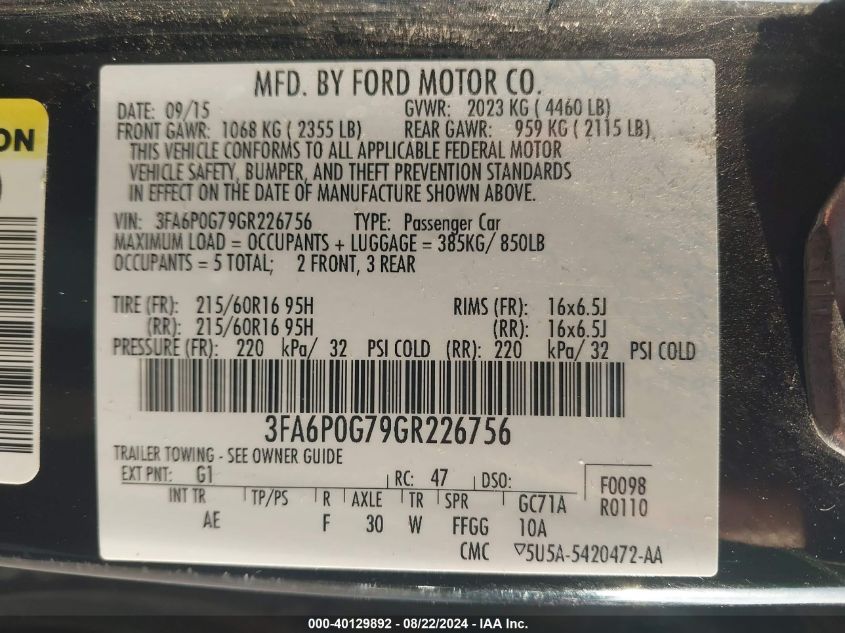 MFD. BY FORD MOTOR CO.
DATE: 09/15 GVWR: 2023 KG ( 4460 LB)
FRONT GAWR: 1068 KG ( 2355 LB) REAR GAWR: 959 KG ( 2115 LB)
THIS VEHICLE CONFORMS TO ALL APPLICABLE FEDERAL MOTOR
VEHICLE SAFETY, BUMPER, AND THEFT PREVENTION STANDARDS
IN EFFECT ON THE DATE OF MANUFACTURE SHOWN ABOVE.
VIN: 3FA6P0G79GR226756 TYPE: Passenger Car
MAXIMUM LOAD = OCCUPANTS + LUGGAGE = 385KG/ 850LB
OCCUPANTS = 5 TOTAL; 2 FRONT, 3 REAR
TIRE (FR): 215/60R16 95H RIMS (FR): 16x6.5J
(RR): 215/60R16 95H (RR): 16x6.5J
PRESSURE (FR): 220 kPa/ 32 PSI COLD (RR): 220 kPa/ 32 PSI COLD
3FA6P0G79GR226756
TRAILER TOWING - SEE OWNER GUIDE
EXT PNT: G1 RC: 47 DSO: F0098
INT TR TP/PS R AXLE TR SPR GC71A R0110
AE F 30 W FFGG 10A
CMC ▽5U5A-5420472-AA
ON
000-40129892 - 08/22/2024 - IAA Inc.